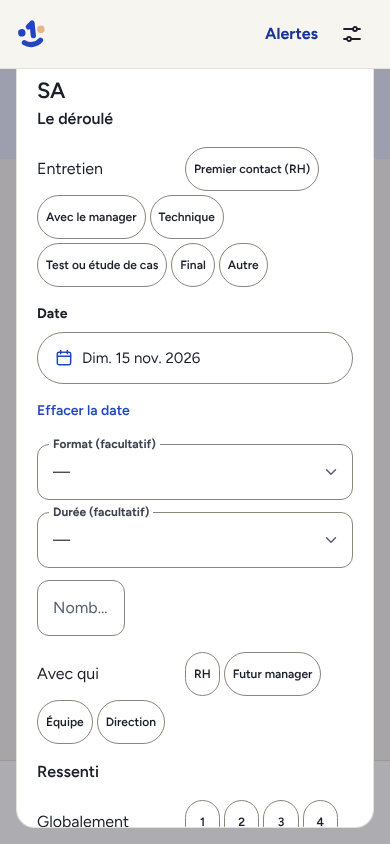 Alertes
SA
Le déroulé
Entretien
Premier contact (RH)
Avec le manager
Technique
Test ou étude de cas
Final
Autre
Date
Dim. 15 nov. 2026
Effacer la date
Format (facultatif)
—
Durée (facultatif)
—
Nomb...
Avec qui
RH
Futur manager
Équipe
Direction
Ressenti
Globalement
1
2
3
4